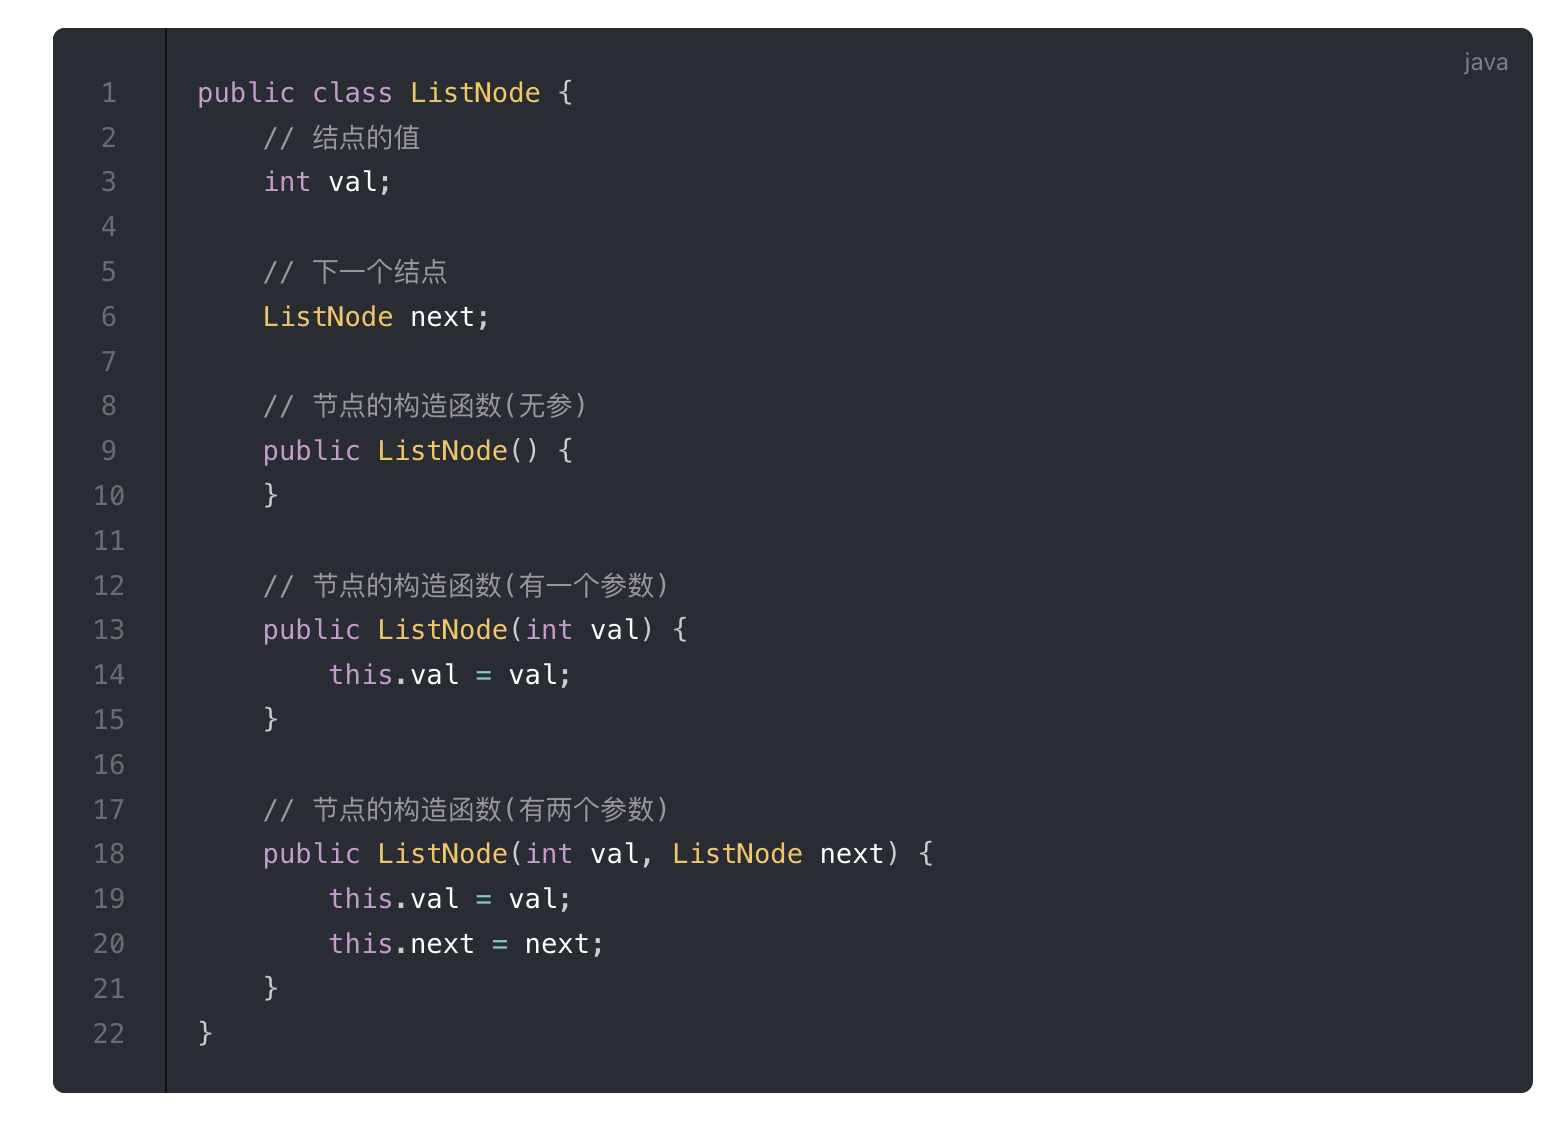 java
1 public class ListNode {
2     // 结点的值
3     int val;
4
5     // 下一个结点
6     ListNode next;
7
8     // 节点的构造函数(无参)
9     public ListNode() {
10     }
11
12     // 节点的构造函数(有一个参数)
13     public ListNode(int val) {
14         this.val = val;
15     }
16
17     // 节点的构造函数(有两个参数)
18     public ListNode(int val, ListNode next) {
19         this.val = val;
20         this.next = next;
21     }
22 }